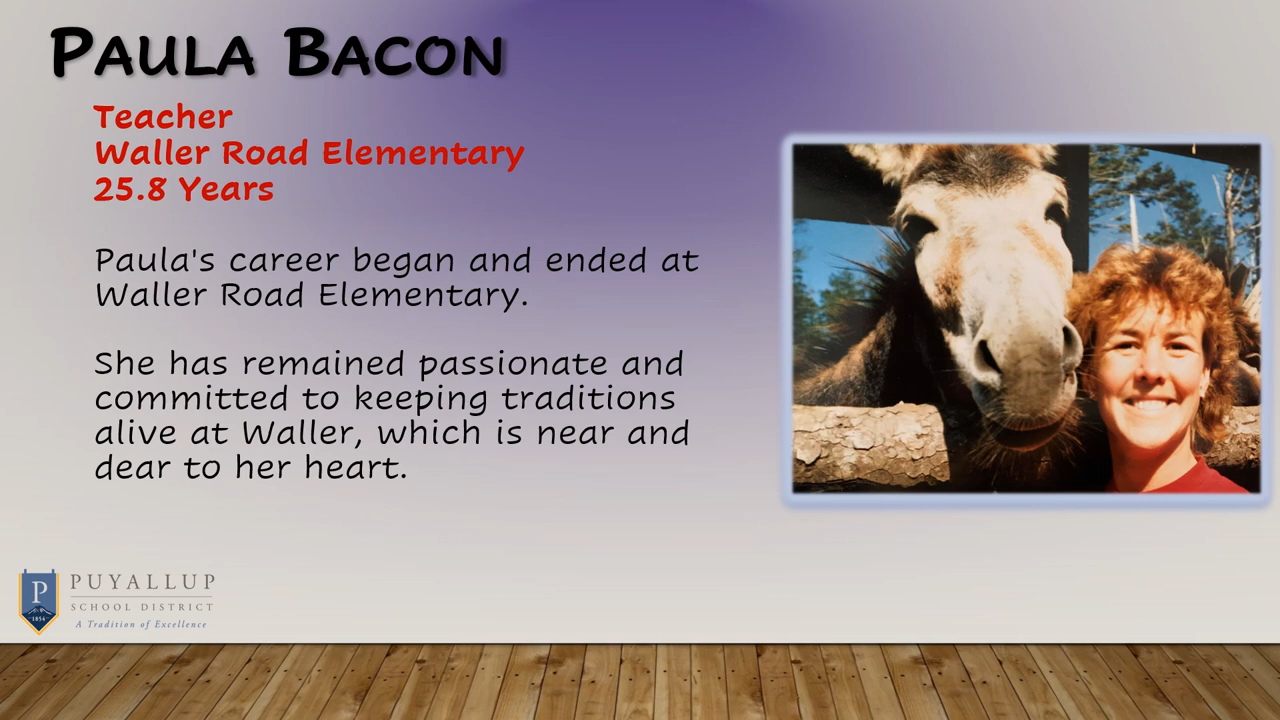 PAULA BACON
Teacher
Waller Road Elementary
25.8 Years
Paula's career began and ended at
Waller Road Elementary.
She has remained passionate and
committed to keeping traditions
alive at Waller, which is near and
dear to her heart.
P
1854
PUYALLUP
SCHOOL DISTRICT
A Tradition of Excellence